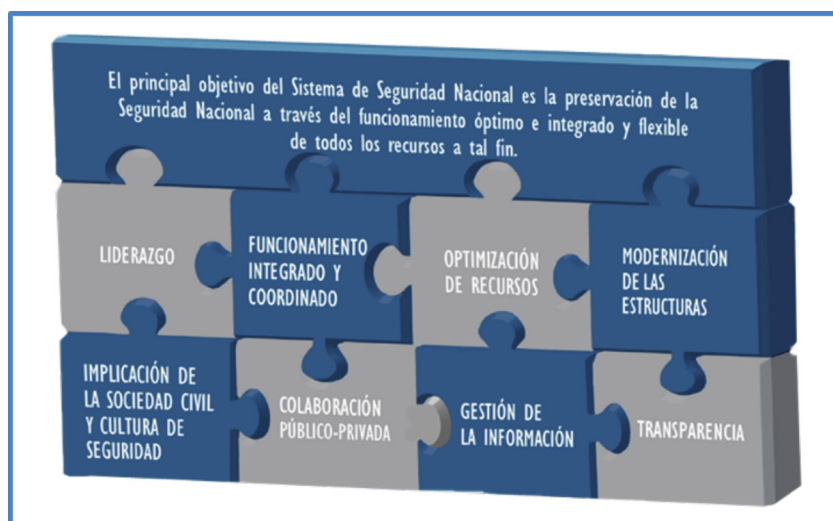 El principal objetivo del Sistema de Seguridad Nacional es la preservación de la
Seguridad Nacional a través del funcionamiento óptimo e integrado y flexible
de todos los recursos a tal fin.
LIDERAZGO
FUNCIONAMIENTO
INTEGRADO Y
COORDINADO
OPTIMIZACIÓN
DE RECURSOS
MODERNIZACIÓN
DE LAS
ESTRUCTURAS
IMPLICACIÓN DE
LA SOCIEDAD CIVIL
Y CULTURA DE
SEGURIDAD
COLABORACIÓN
PÚBLICO-PRIVADA
GESTIÓN DE
LA INFORMACIÓN
TRANSPARENCIA